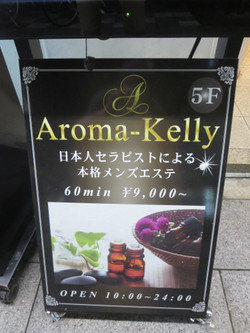 A
5F
Aroma-Kelly
日本人セラピストによる
本格メンズエステ
60min ¥9,000~
OPEN 10:00~24:00